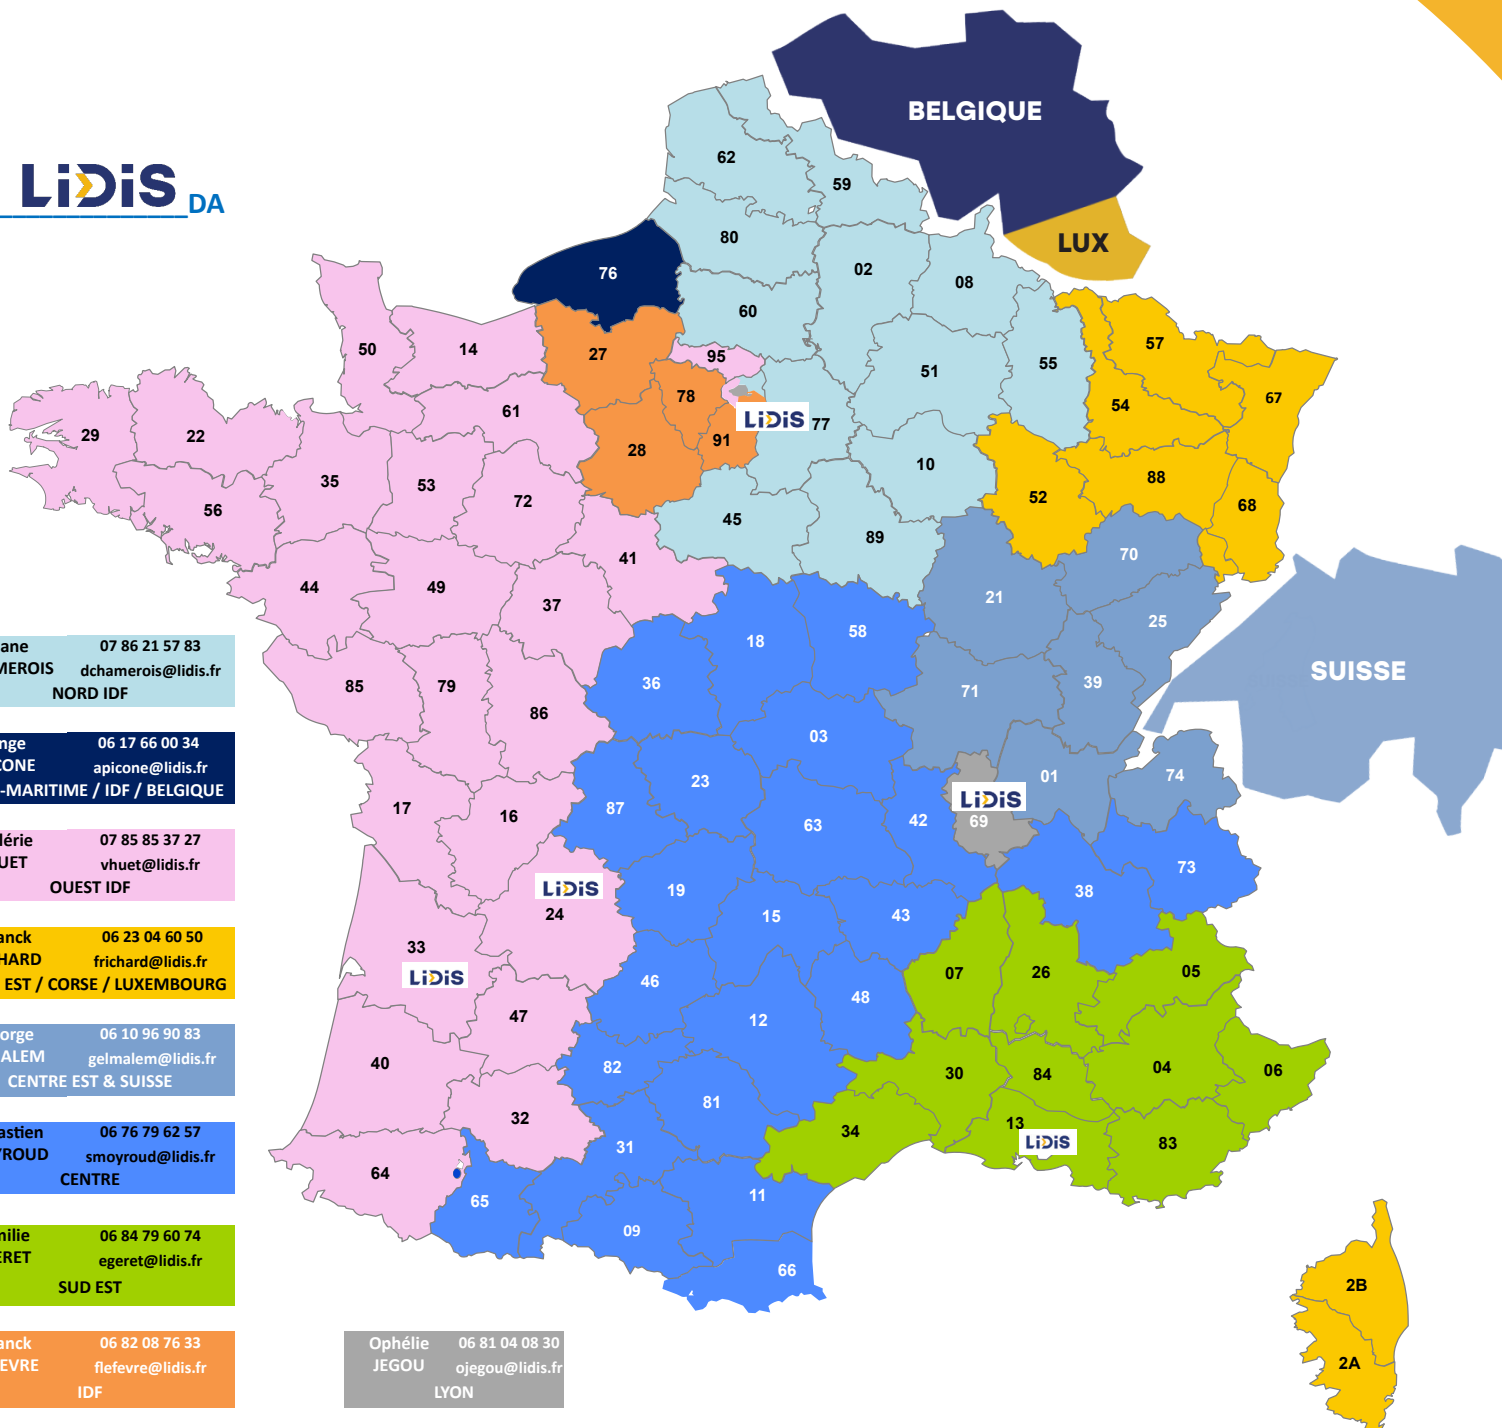 BELGIQUE
LUX
SUISSE
LiDiS DA
62
59
80
02
08
76
60
27
95
50
14
78
51
55
57
54
67
61
LiDiS
77
29
22
28
91
10
88
68
35
53
72
52
56
45
89
41
70
44
49
37
21
25
18
58
85
79
86
36
71
39
03
01
74
17
16
87
23
63
42
LiDiS
69
LiDiS
24
19
15
43
38
73
33
LiDiS
46
48
07
26
05
47
12
40
82
30
84
04
06
32
81
34
13
LiDiS
83
31
64
65
11
09
66
2B
2A
ane 07 86 21 57 83
MEROIS dchamerois@lidis.fr
NORD IDF
nge 06 17 66 00 34
CONE apicone@lidis.fr
-MARITIME / IDF / BELGIQUE
lérie 07 85 85 37 27
UET vhuet@lidis.fr
OUEST IDF
anck 06 23 04 60 50
HARD frichard@lidis.fr
EST / CORSE / LUXEMBOURG
orge 06 10 96 90 83
ALEM gelmalem@lidis.fr
CENTRE EST & SUISSE
astien 06 76 79 62 57
YROUD smoyroud@lidis.fr
CENTRE
milie 06 84 79 60 74
ERET egeret@lidis.fr
SUD EST
anck 06 82 08 76 33
EVRE flefevre@lidis.fr
IDF
Ophélie 06 81 04 08 30
JEGOU ojegou@lidis.fr
LYON